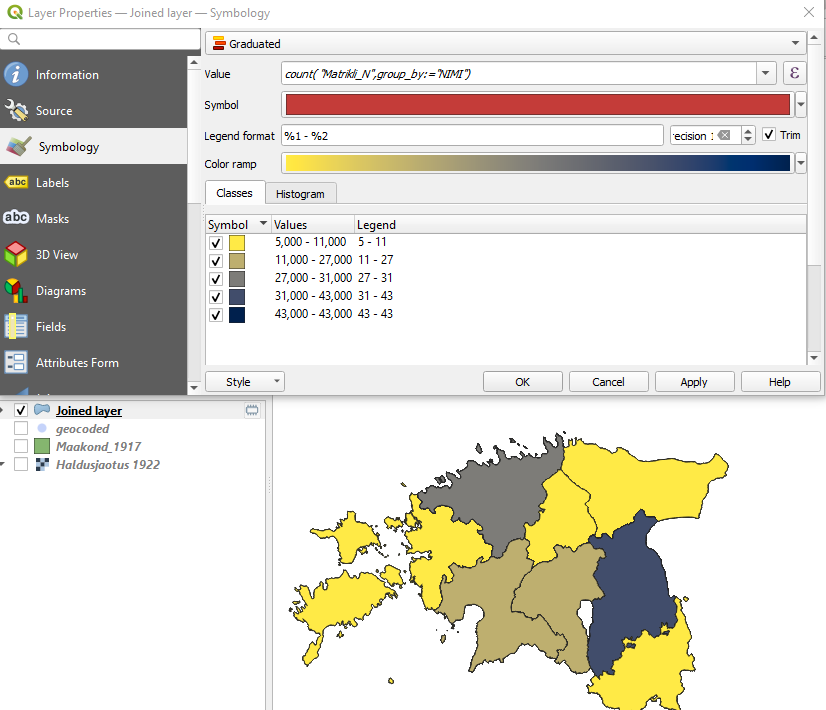 Layer Properties — Joined layer — Symbology
Graduated
Information
Value count( "Matrikli_N",group_by:="NIMI") ε
Source
Symbol
Symbology
Legend format %1 - %2 Trim
Color ramp
abc Labels
Classes Histogram
abc Masks
Symbol Values Legend
5,000 - 11,000 5 - 11
3D View
11,000 - 27,000 11 - 27
27,000 - 31,000 27 - 31
Diagrams
31,000 - 43,000 31 - 43
43,000 - 43,000 43 - 43
Fields
Attributes Form
Style OK Cancel Apply Help
Joined layer
geocoded
Maakond_1917
Haldusjaotus 1922